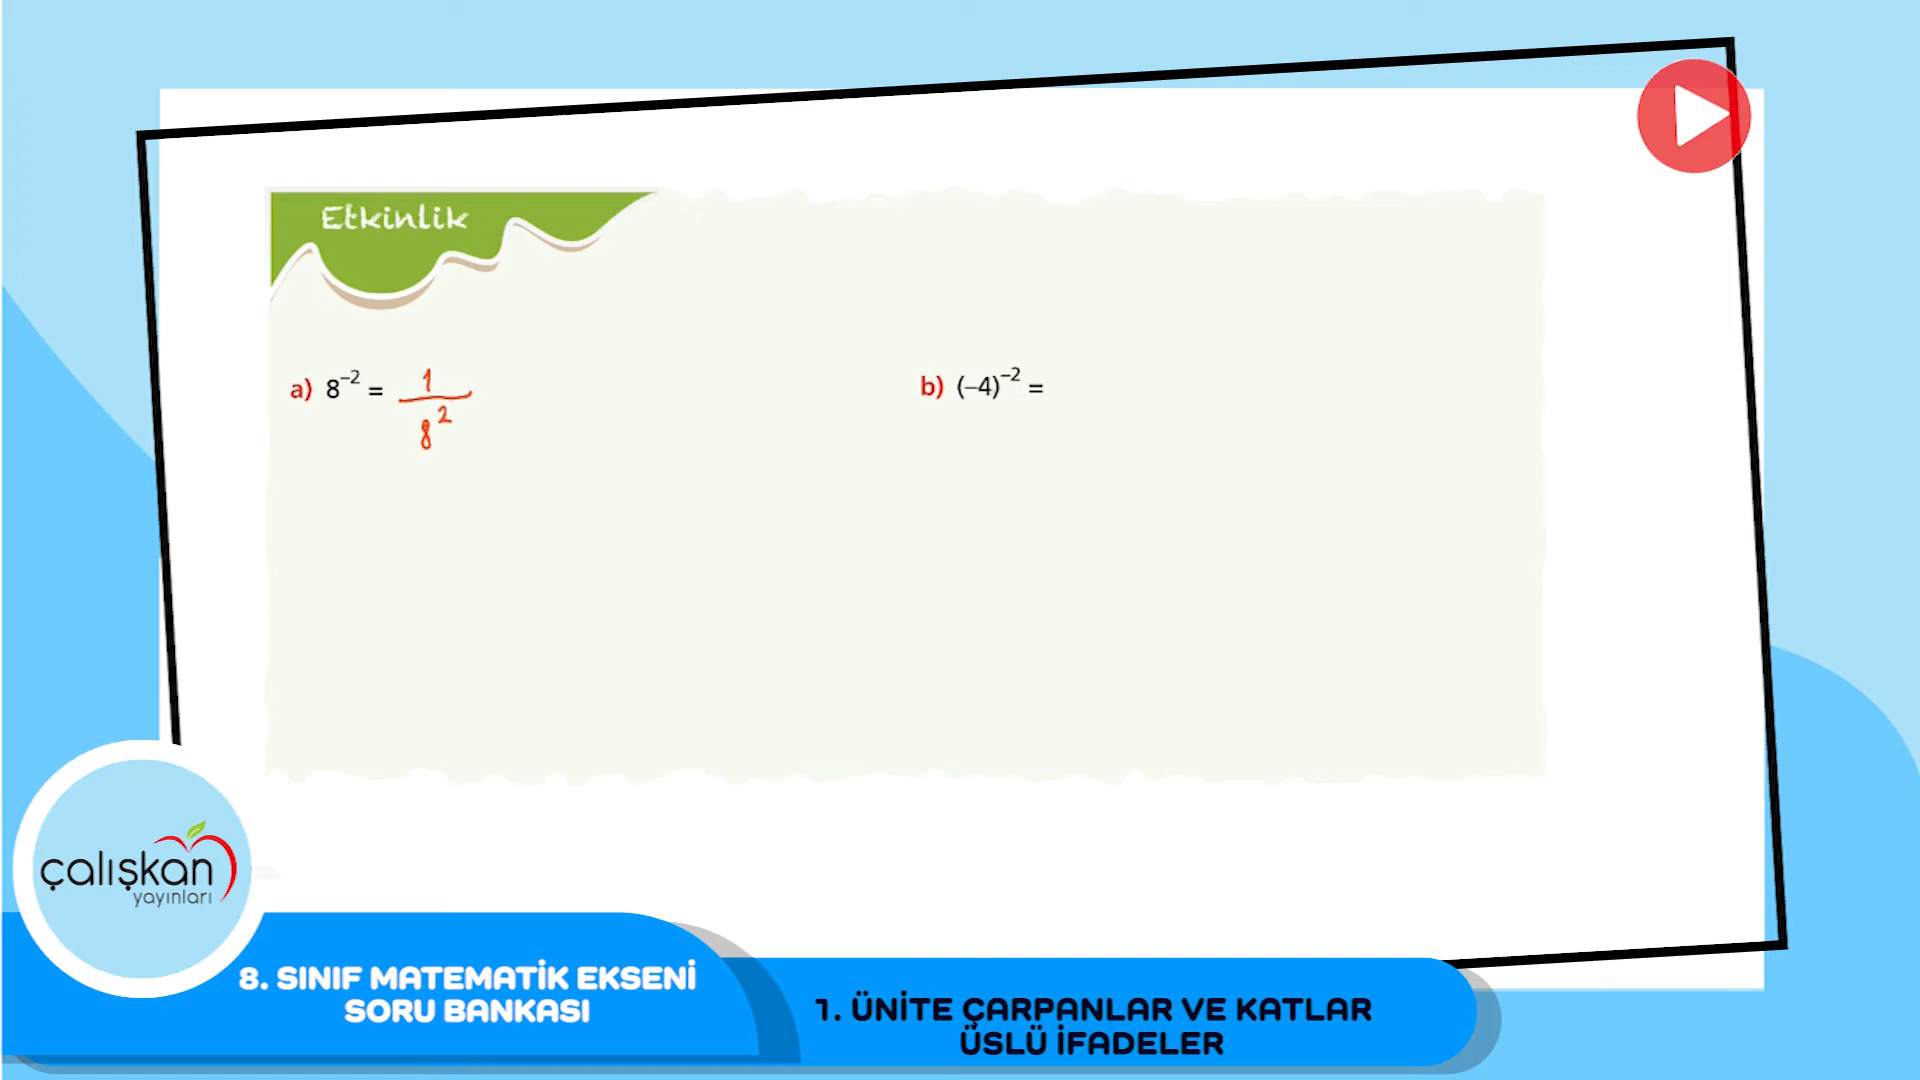 Etkinlik
a) 8⁻² = 1/8²
b) (–4)⁻² =
çalışkan
yayınları
8. SINIF MATEMATİK EKSENİ
SORU BANKASI
1. ÜNİTE ÇARPANLAR VE KATLAR
ÜSLÜ İFADELER